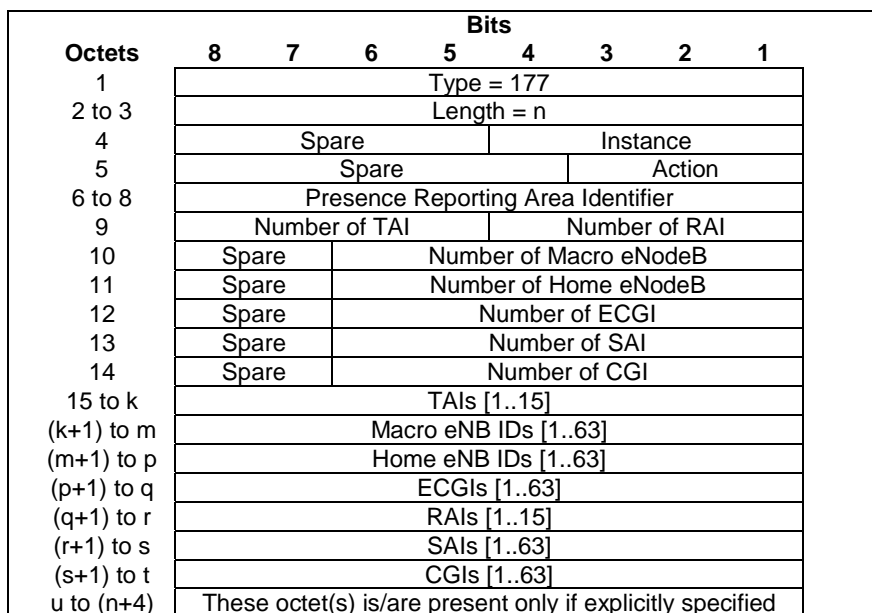 Bits
Octets 8 7 6 5 4 3 2 1
1 Type = 177
2 to 3 Length = n
4 Spare Instance
5 Spare Action
6 to 8 Presence Reporting Area Identifier
9 Number of TAI Number of RAI
10 Spare Number of Macro eNodeB
11 Spare Number of Home eNodeB
12 Spare Number of ECGI
13 Spare Number of SAI
14 Spare Number of CGI
15 to k TAIs [1..15]
(k+1) to m Macro eNB IDs [1..63]
(m+1) to p Home eNB IDs [1..63]
(p+1) to q ECGIs [1..63]
(q+1) to r RAIs [1..15]
(r+1) to s SAIs [1..63]
(s+1) to t CGIs [1..63]
u to (n+4) These octet(s) is/are present only if explicitly specified